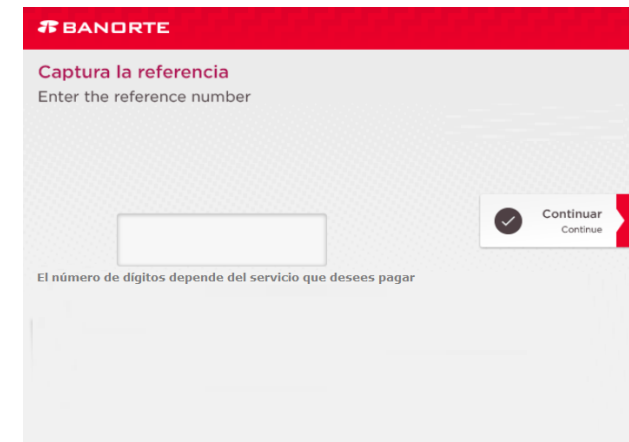 BANORTE
Captura la referencia
Enter the reference number
Continuar
Continue
El número de dígitos depende del servicio que desees pagar